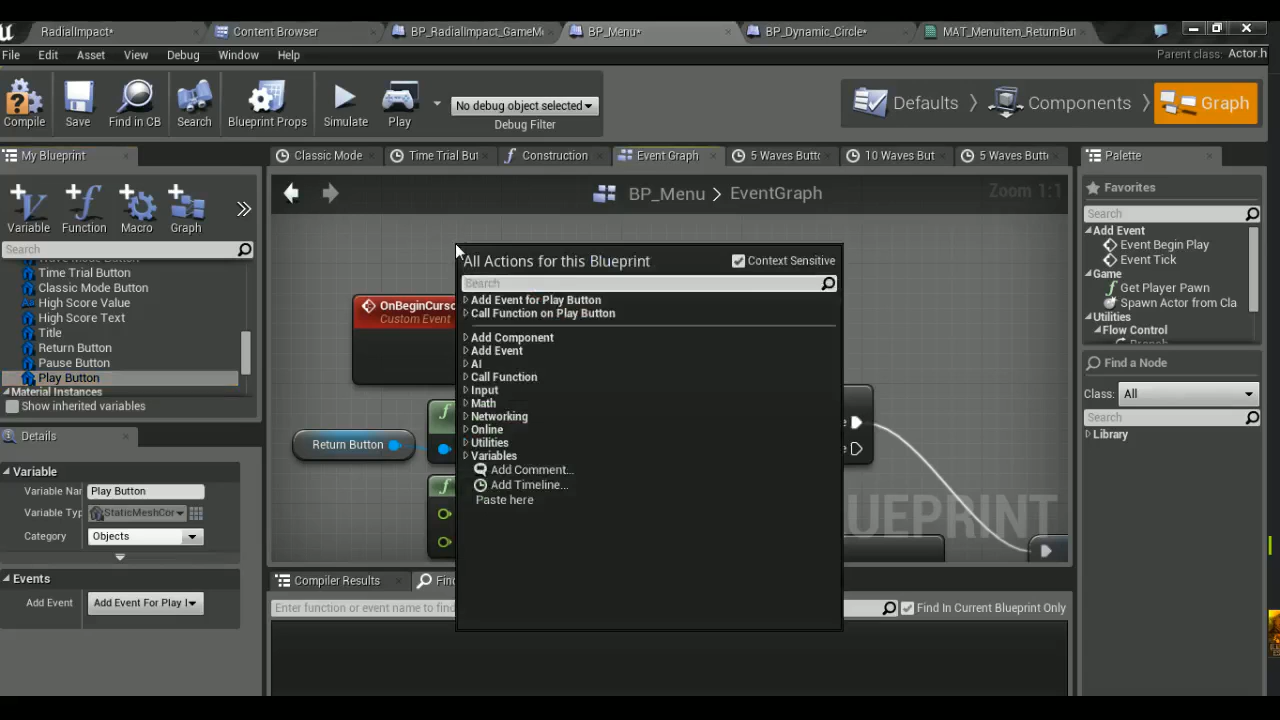 RadialImpact*
Content Browser
BP_RadialImpact_GameM
BP_Menu*
BP_Dynamic_Circle*
MAT_MenuItem_ReturnBut
File Edit Asset View Window Debug Help
Parent class: Actor.h
Compile
Save
Find in CB
Search
Blueprint Props
Simulate
Play
No debug object selected
Debug Filter
Defaults
Components
Graph
My Blueprint
Classic Mode
Time Trial But
Construction
Event Graph
5 Waves Butto
10 Waves But
5 Waves Butto
Palette
Variable
Function
Macro
Graph
Search
Time Trial Button
Classic Mode Button
High Score Value
High Score Text
Title
Return Button
Pause Button
Play Button
Material Instances
Show inherited variables
Details
Variable
Variable Na
Play Button
Variable Typ
StaticMeshCor
Category
Objects
Events
Add Event
Add Event For Play
BP_Menu > EventGraph
Zoom 1:1
OnBeginCurso
Custom Event
Return Button
UEPRINT
All Actions for this Blueprint
Context Sensitive
Search
Add Event for Play Button
Call Function on Play Button
Add Component
Add Event
AI
Call Function
Input
Math
Networking
Online
Utilities
Variables
Add Comment...
Add Timeline...
Paste here
Compiler Results
Fin
Enter function or event name to find
Find In Current Blueprint Only
Favorites
Search
Add Event
Event Begin Play
Event Tick
Game
Get Player Pawn
Spawn Actor from Cla
Utilities
Flow Control
Find a Node
Class:
All
Search
Library